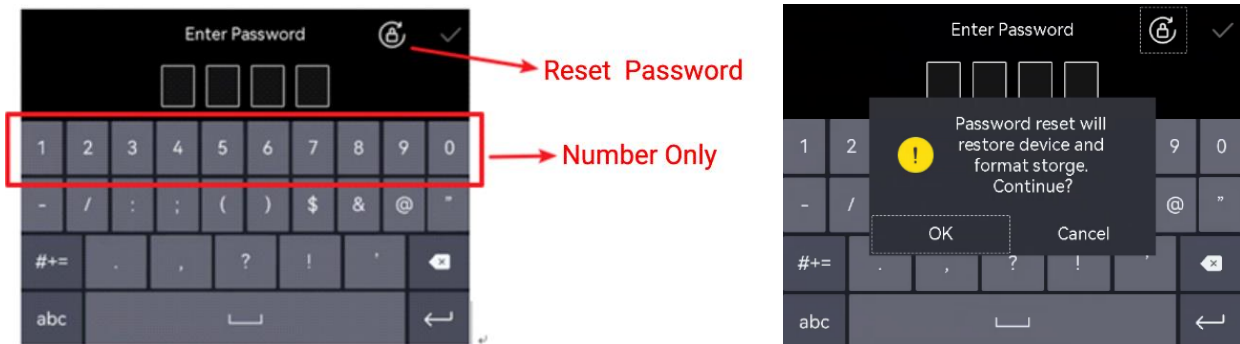 Enter Password
Reset Password
1 2 3 4 5 6 7 8 9 0
Number Only
- / : ; ( ) $ & @ "
#+= . , ? ! '
abc
Enter Password
Password reset will
restore device and
format storge.
Continue?
OK Cancel
1 2 9 0
- / @ "
#+= . , ? ! '
abc